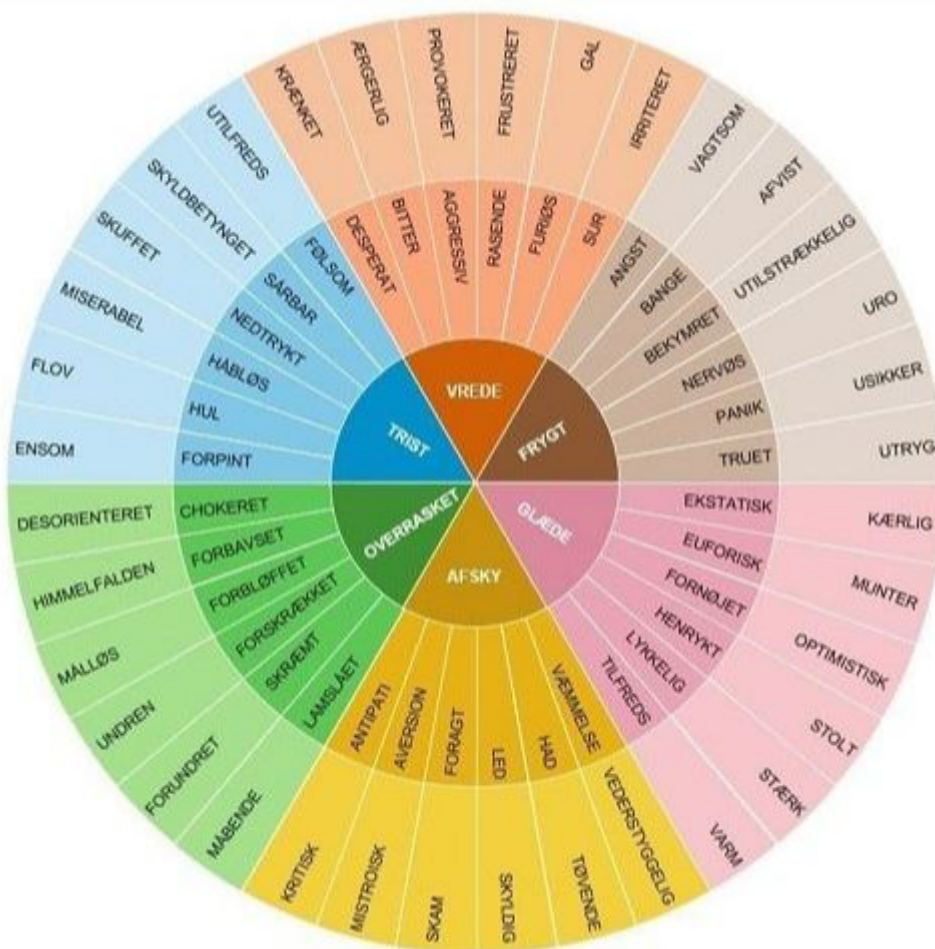 KRÆNKET
ÆRGERLIG
PROVOKERET
FRUSTRERET
GAL
IRRITERET
VAGTSOM
AFVIST
UTILSTRÆKKELIG
URO
USIKKER
UTRYG
KÆRLIG
MUNTER
OPTIMISTISK
STOLT
STÆRK
VARM
VEDERSTYGGELIG
TØVENDE
SKYLDIG
SKAM
MISTROISK
KRITISK
MÅBENDE
FORUNDRET
UNDREN
MÅLLØS
HIMMELFALDEN
DESORIENTERET
ENSOM
FLOV
MISERABEL
SKUFFET
SKYLDBETYNGET
UTILFREDS
DESPERAT
BITTER
AGGRESSIV
RASENDE
FURIØS
SUR
ANGST
BANGE
BEKYMRET
NERVØS
PANIK
TRUET
EKSTATISK
EUFORISK
FORNØJET
HENRYKT
LYKKELIG
TILFREDS
VÆMMELSE
HAD
LED
FORAGT
AVERSION
ANTIPATI
LAMSLÅET
SKRÆMT
FORSKRÆKKET
FORBLØFFET
FORBAVSET
CHOKERET
FORPINT
HUL
HÅBLØS
NEDTRYKT
SÅRBAR
FØLSOM
VREDE
FRYGT
GLÆDE
AFSKY
OVERRASKET
TRIST